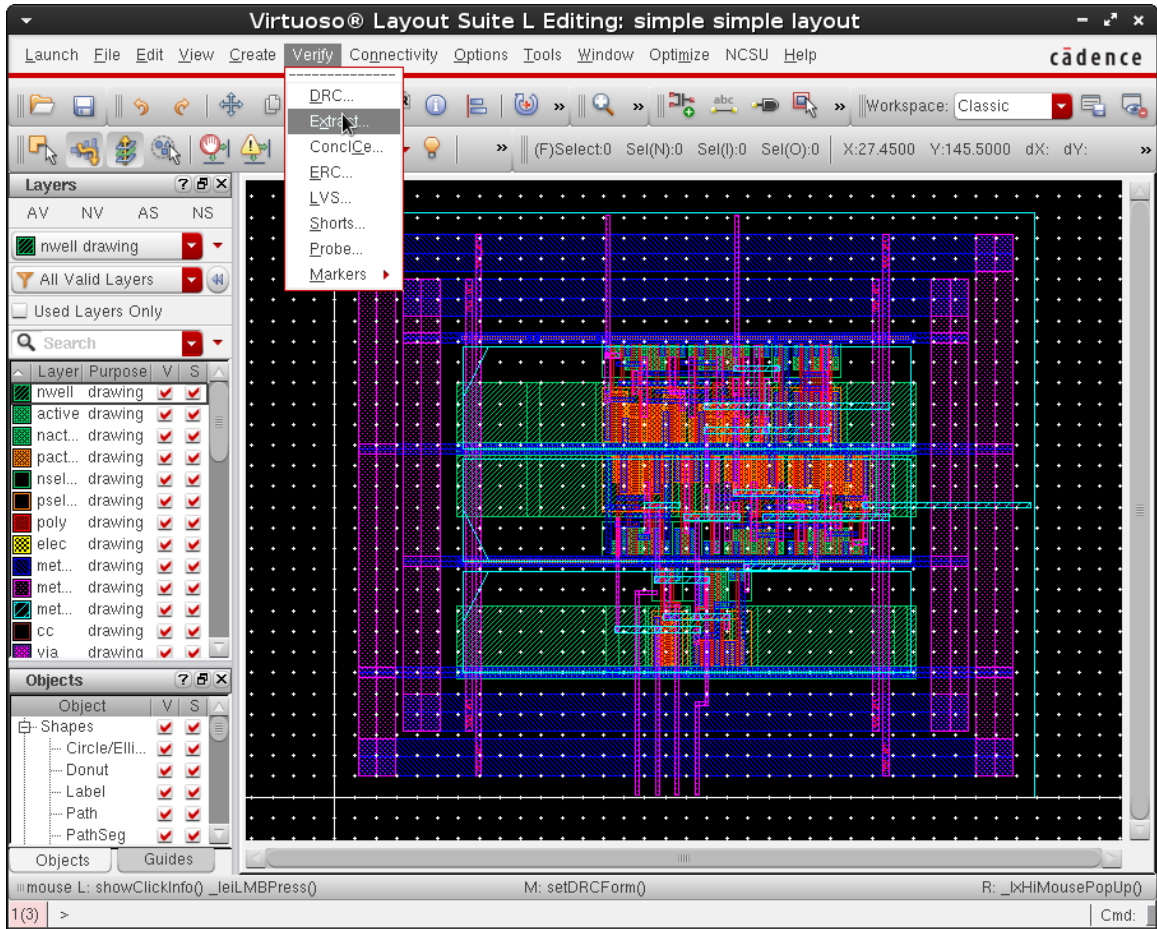 Virtuoso® Layout Suite L Editing: simple simple layout
Launch File Edit View Create Verify Connectivity Options Tools Window Optimize NCSU Help cādence
DRC...
Extract...
ConclCe...
ERC...
LVS...
Shorts...
Probe...
Markers
» » abc » Workspace: Classic
» (F)Select:0 Sel(N):0 Sel(I):0 Sel(O):0 X:27.4500 Y:145.5000 dX: dY: »
Layers
AV NV AS NS
nwell drawing
All Valid Layers
Used Layers Only
Search
Layer Purpose V S
nwell drawing
active drawing
nact... drawing
pact... drawing
nsel... drawing
psel... drawing
poly drawing
elec drawing
met... drawing
met... drawing
met... drawing
cc drawing
via drawing
Objects
Object V S
Shapes
Circle/Elli...
Donut
Label
Path
PathSeg
Objects Guides
mouse L: showClickInfo() _leiLMBPress() M: setDRCForm() R: _lxHiMousePopUp()
1(3) > Cmd: